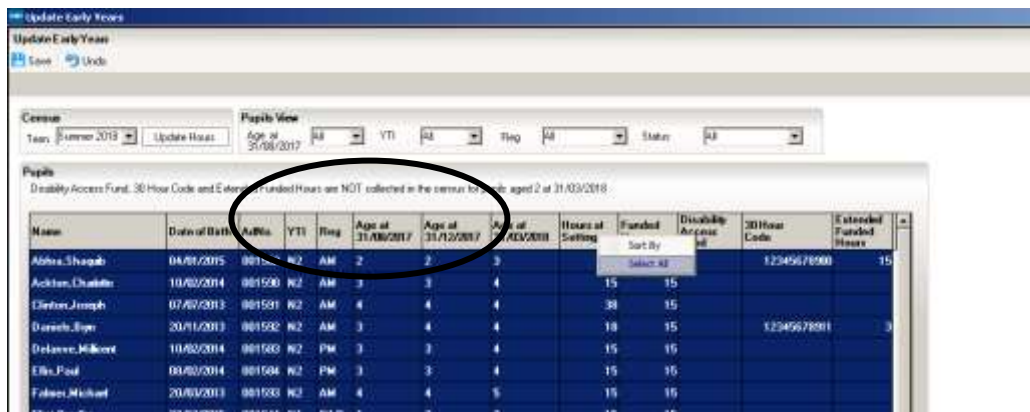 Update Early Years
Update Early Years
Save Undo
Census Pupils View
Term Summer 2018 Update Hours Age at 31/08/2017 All YTI All Reg All Status All
Pupils
Disability Access Fund, 30 Hour Code and Extended Funded Hours are NOT collected in the census for pupils aged 2 at 31/03/2018
Name Date of Birth AdNo. YTI Reg Age at 31/08/2017 Age at 31/12/2017 Age at 31/03/2018 Hours at Setting Funded Disability Access 30 Hour Code Extended Funded Hours
Sort By
Select All
Abhra, Shaquib 04/01/2015 N2 AM 2 2 3 12345678900 15
Ackton, Charlotte 10/02/2014 001590 N2 AM 3 3 4 15 15
Clinton, Joseph 07/07/2013 001591 N2 AM 4 4 4 30 15
Daniels, 20/11/2013 001592 N2 AM 3 4 4 18 15 12345678911 3
Delaware, Millicent 10/02/2014 001583 N2 PM 3 3 4 15 15
Ellis, Paul 08/02/2014 001584 N2 PM 3 3 4 15 15
Michael 20/03/2013 001593 N2 AM 4 4 5 15 15